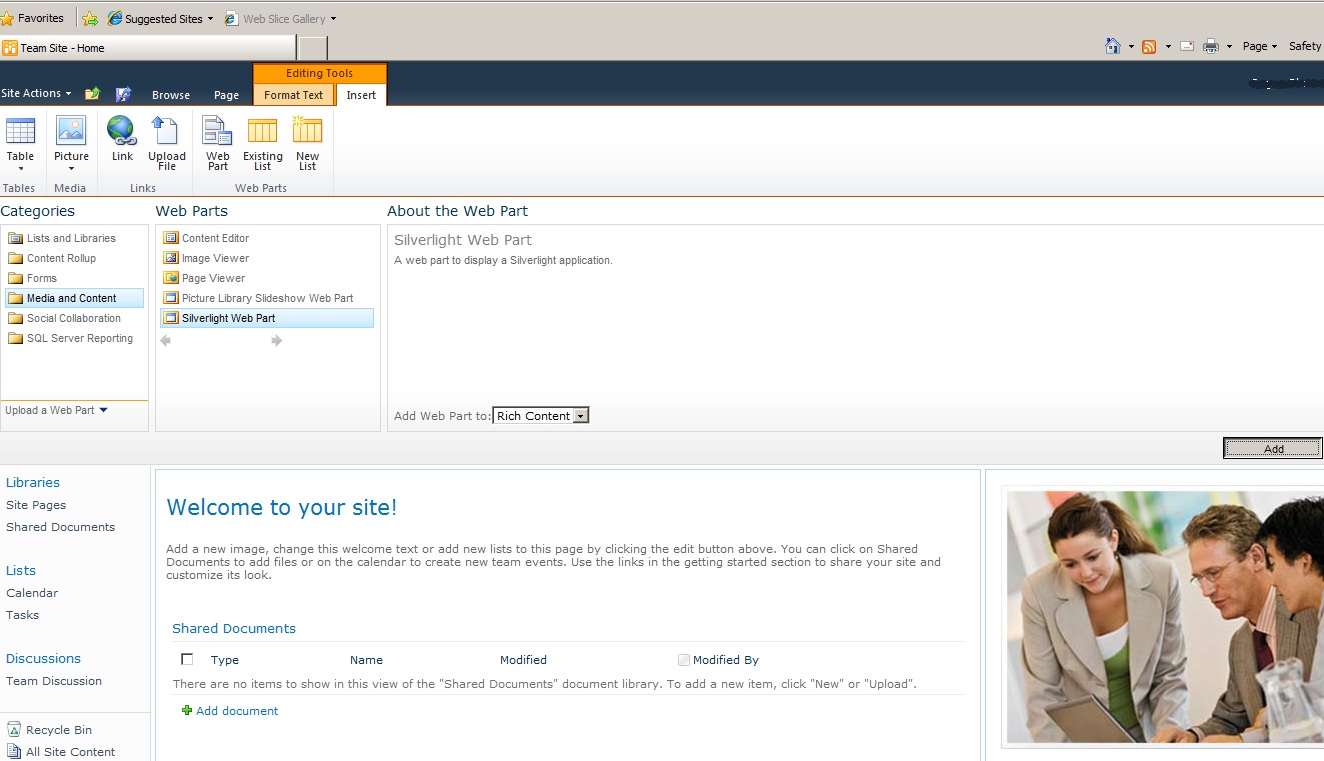 Favorites Suggested Sites Web Slice Gallery
Team Site - Home Page Safety
Editing Tools
Site Actions Browse Page Format Text Insert
Table Picture Link Upload File Web Part Existing List New List
Tables Media Links Web Parts
Categories Web Parts About the Web Part
Lists and Libraries
Content Rollup
Forms
Media and Content
Social Collaboration
SQL Server Reporting
Upload a Web Part
Content Editor
Image Viewer
Page Viewer
Picture Library Slideshow Web Part
Silverlight Web Part
Silverlight Web Part
A web part to display a Silverlight application.
Add Web Part to: Rich Content
Add
Libraries
Site Pages
Shared Documents
Lists
Calendar
Tasks
Discussions
Team Discussion
Recycle Bin
All Site Content
Welcome to your site!
Add a new image, change this welcome text or add new lists to this page by clicking the edit button above. You can click on Shared
Documents to add files or on the calendar to create new team events. Use the links in the getting started section to share your site and
customize its look.
Shared Documents
Type Name Modified Modified By
There are no items to show in this view of the "Shared Documents" document library. To add a new item, click "New" or "Upload".
Add document